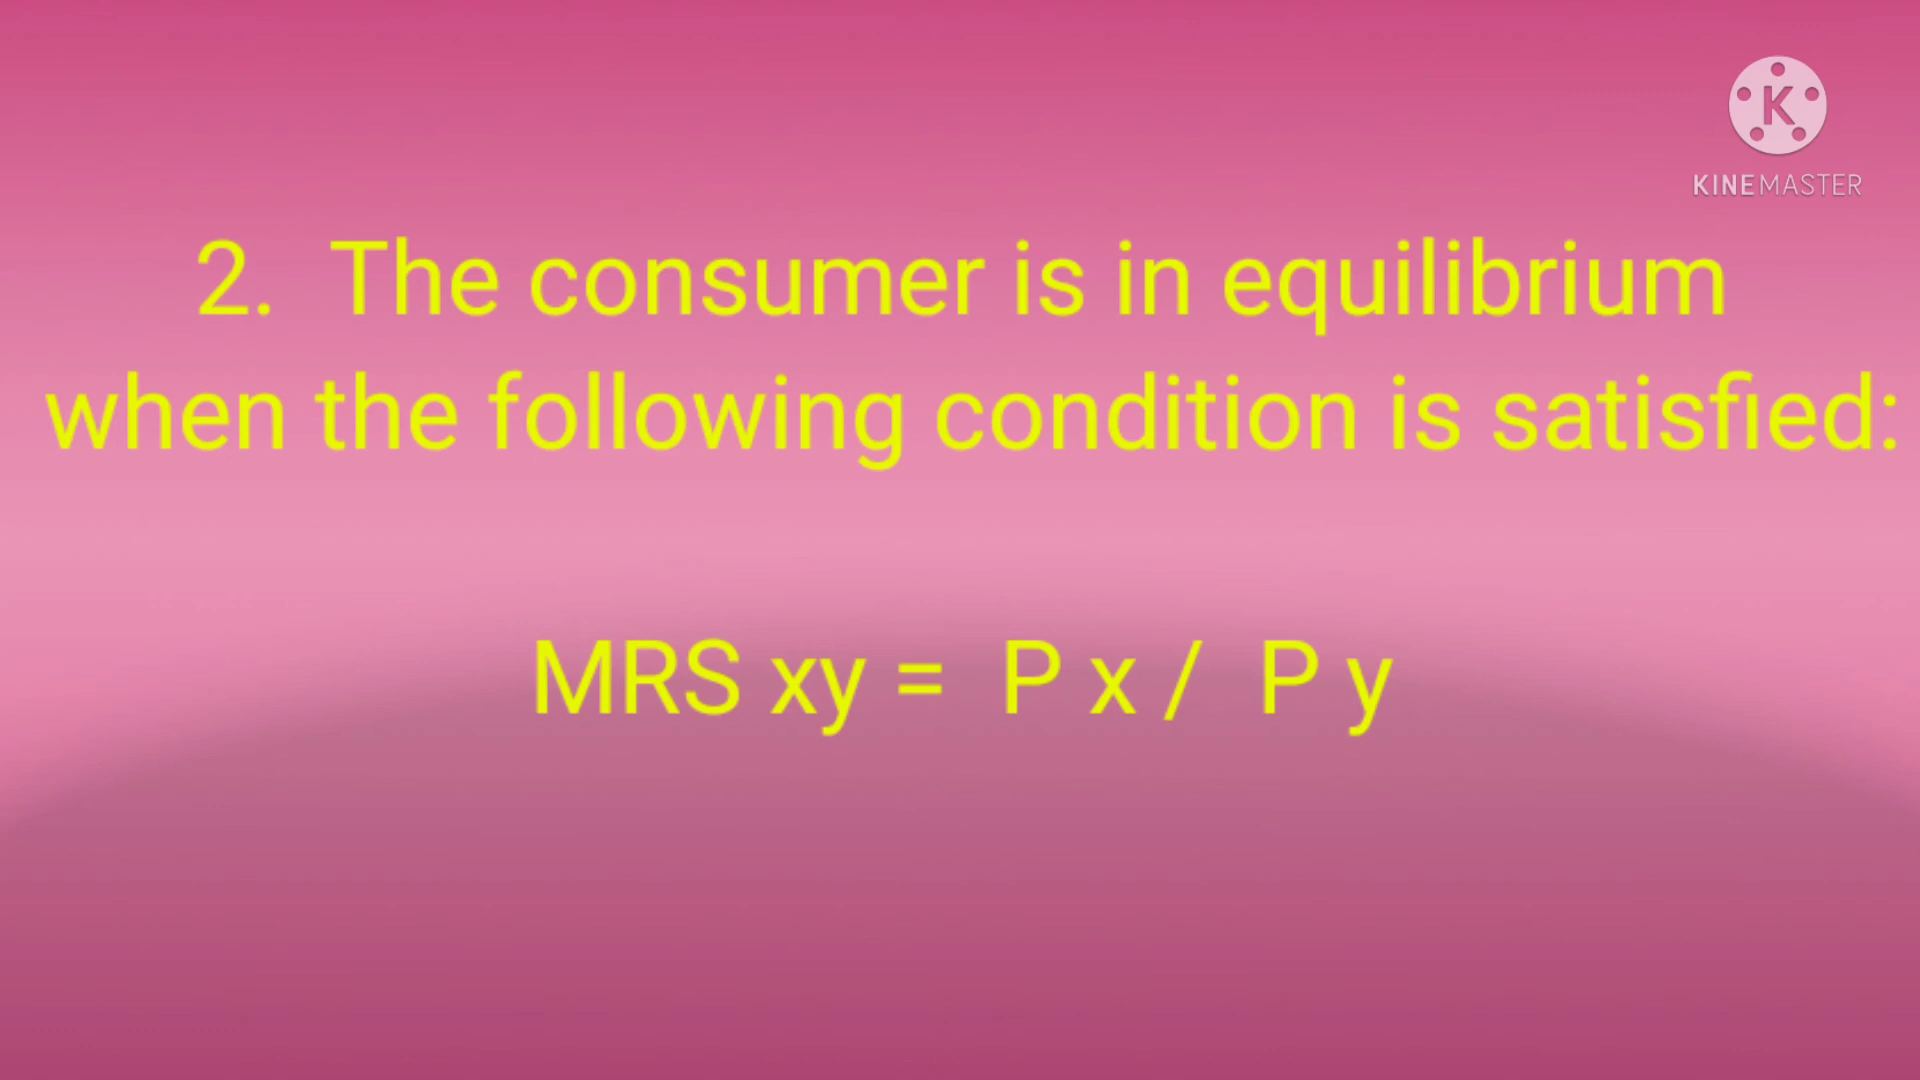 K
KINEMASTER
2. The consumer is in equilibrium
when the following condition is satisfied:
MRS xy = P x / P y